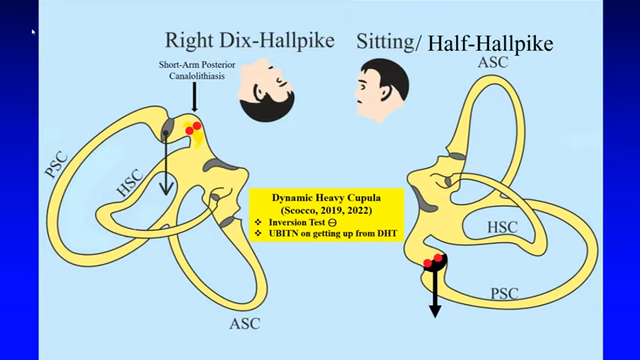 Right Dix-Hallpike
Sitting/ Half-Hallpike
Short-Arm Posterior
Canalolithiasis
ASC
PSC
HSC
Dynamic Heavy Cupula
(Scocco, 2019, 2022)
❖ Inversion Test ⊖
❖ UBITN on getting up from DHT
HSC
PSC
ASC